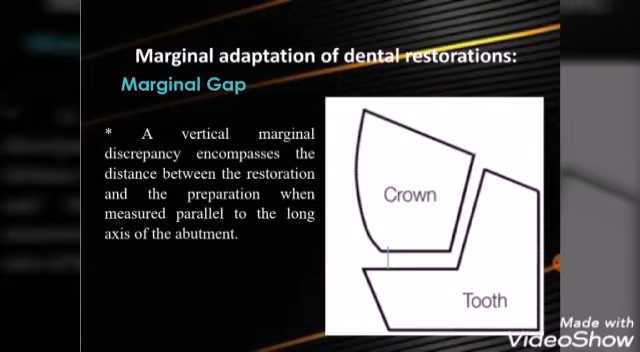 Marginal adaptation of dental restorations:
Marginal Gap
* A vertical marginal
discrepancy encompasses the
distance between the restoration
and the preparation when
measured parallel to the long
axis of the abutment.
Crown
Tooth
Made with
VideoShow